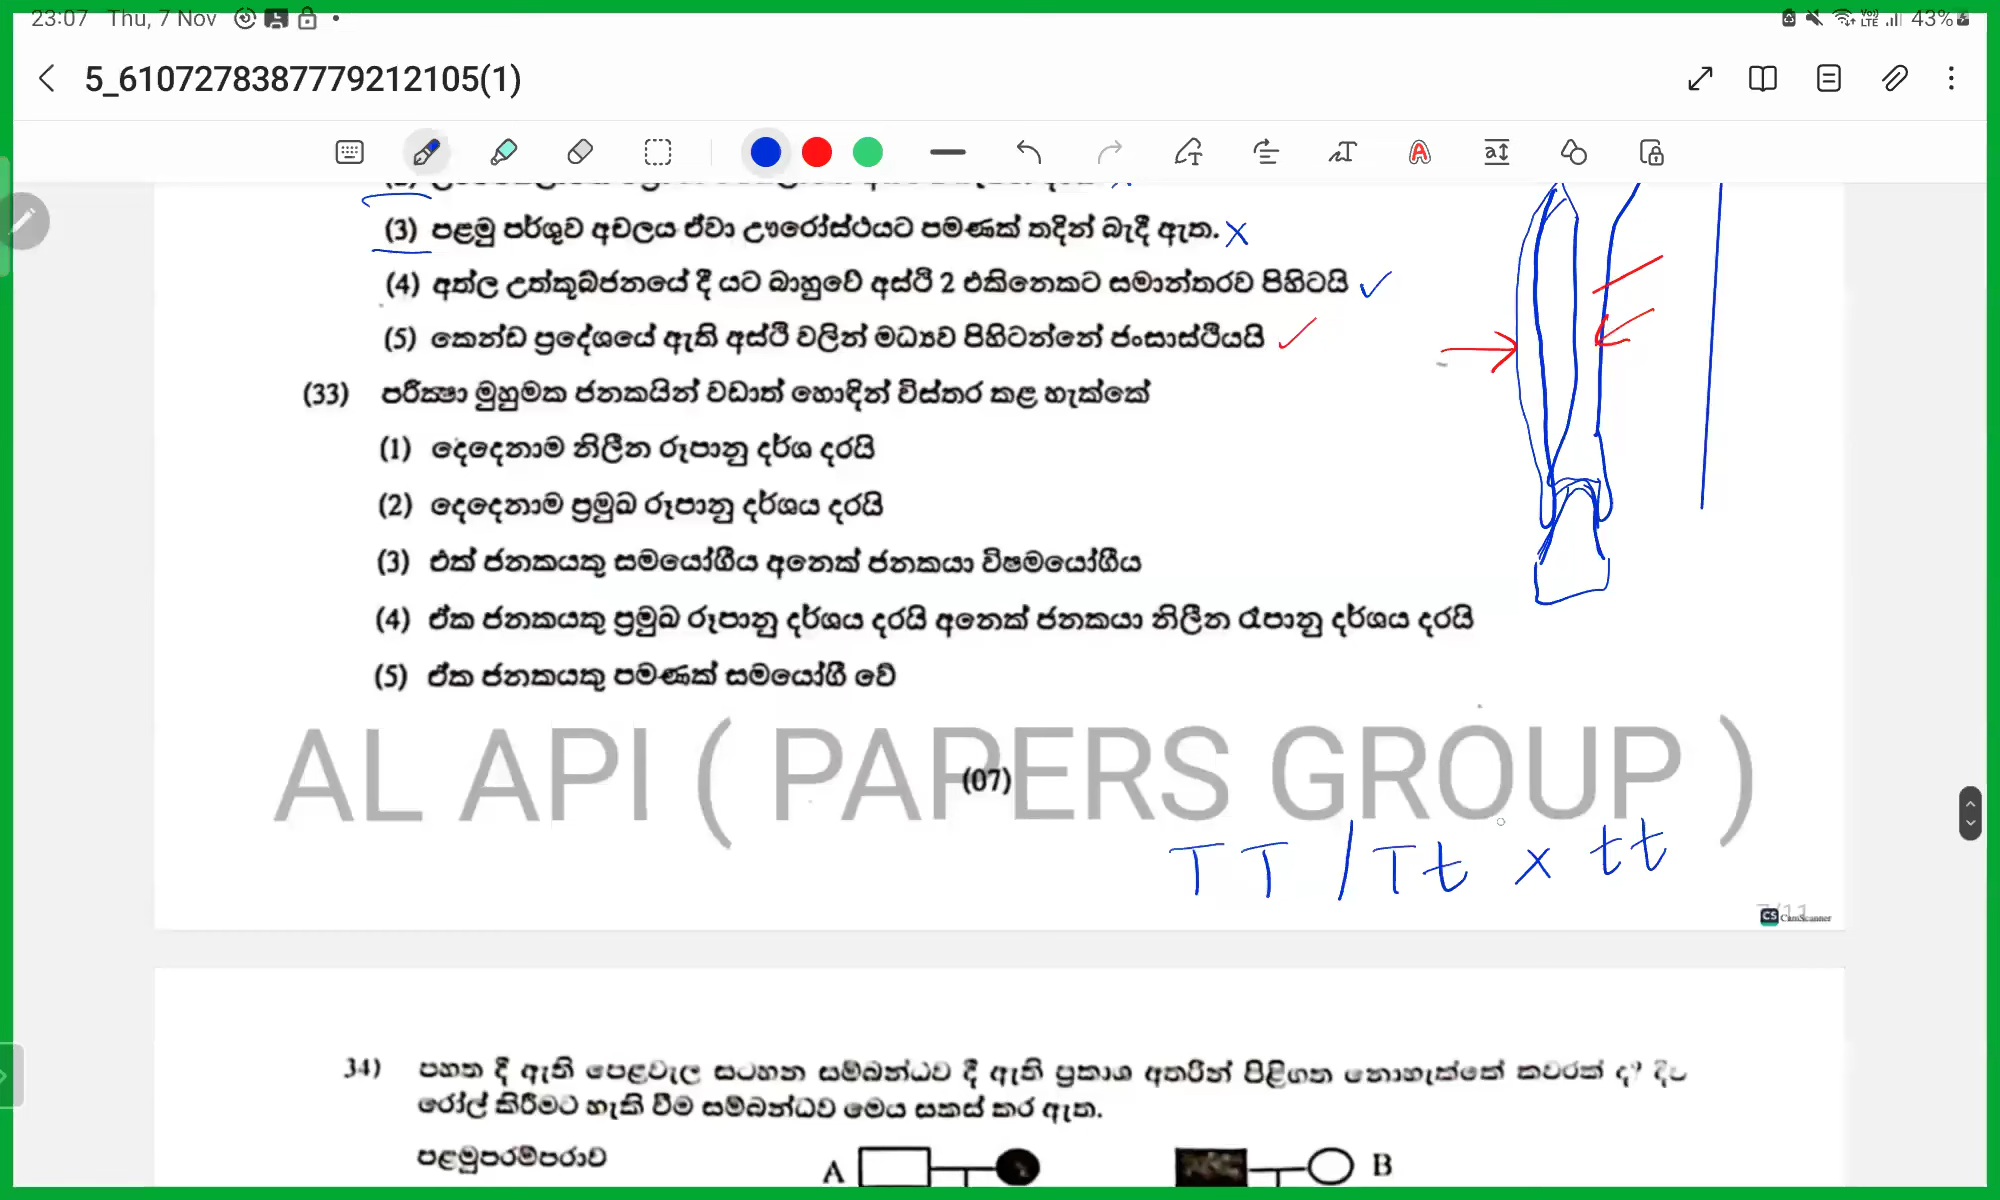 23:07 Thu, 7 Nov
43%
5_6107278387779212105(1)
(3) පළමු පර්ශුව අචලය ඒවා උරෝස්ථයට පමණක් තදින් බැදී ඇත. x
(4) අත්ල උත්කුබ්ජනයේ දී යට බාහුවේ අස්ථි 2 එකිනෙකට සමාන්තරව පිහිටයි
(5) කෙන්ඩ ප්‍රදේශයේ ඇති අස්ථි වලින් මධ්‍යව පිහිටන්නේ ජංඝාස්ථියයි
(33) පරීක්ෂා මුහුමක ජනකයින් වඩාත් හොඳින් විස්තර කළ හැක්කේ
(1) දෙදෙනාම නිලීන රූපානු දර්ශ දරයි
(2) දෙදෙනාම ප්‍රමුඛ රූපානු දර්ශය දරයි
(3) එක් ජනකයකු සමයෝගීය අනෙක් ජනකයා විෂමයෝගීය
(4) ඒක ජනකයකු ප්‍රමුඛ රූපානු දර්ශය දරයි අනෙක් ජනකයා නිලීන රෑපානු දර්ශය දරයි
(5) ඒක ජනකයකු පමණක් සමයෝගී වේ
AL API ( PAPERS GROUP )
(07)
TT / Tt x tt
7/11
CS CamScanner
34) පහත දී ඇති පෙළවැල සටහන සම්බන්ධව දී ඇති ප්‍රකාශ අතරින් පිළිගත නොහැක්කේ කවරක් ද? දිව
රෝල් කිරීමට හැකි වීම සම්බන්ධව මෙය සකස් කර ඇත.
පළමුපරම්පරාව
A B